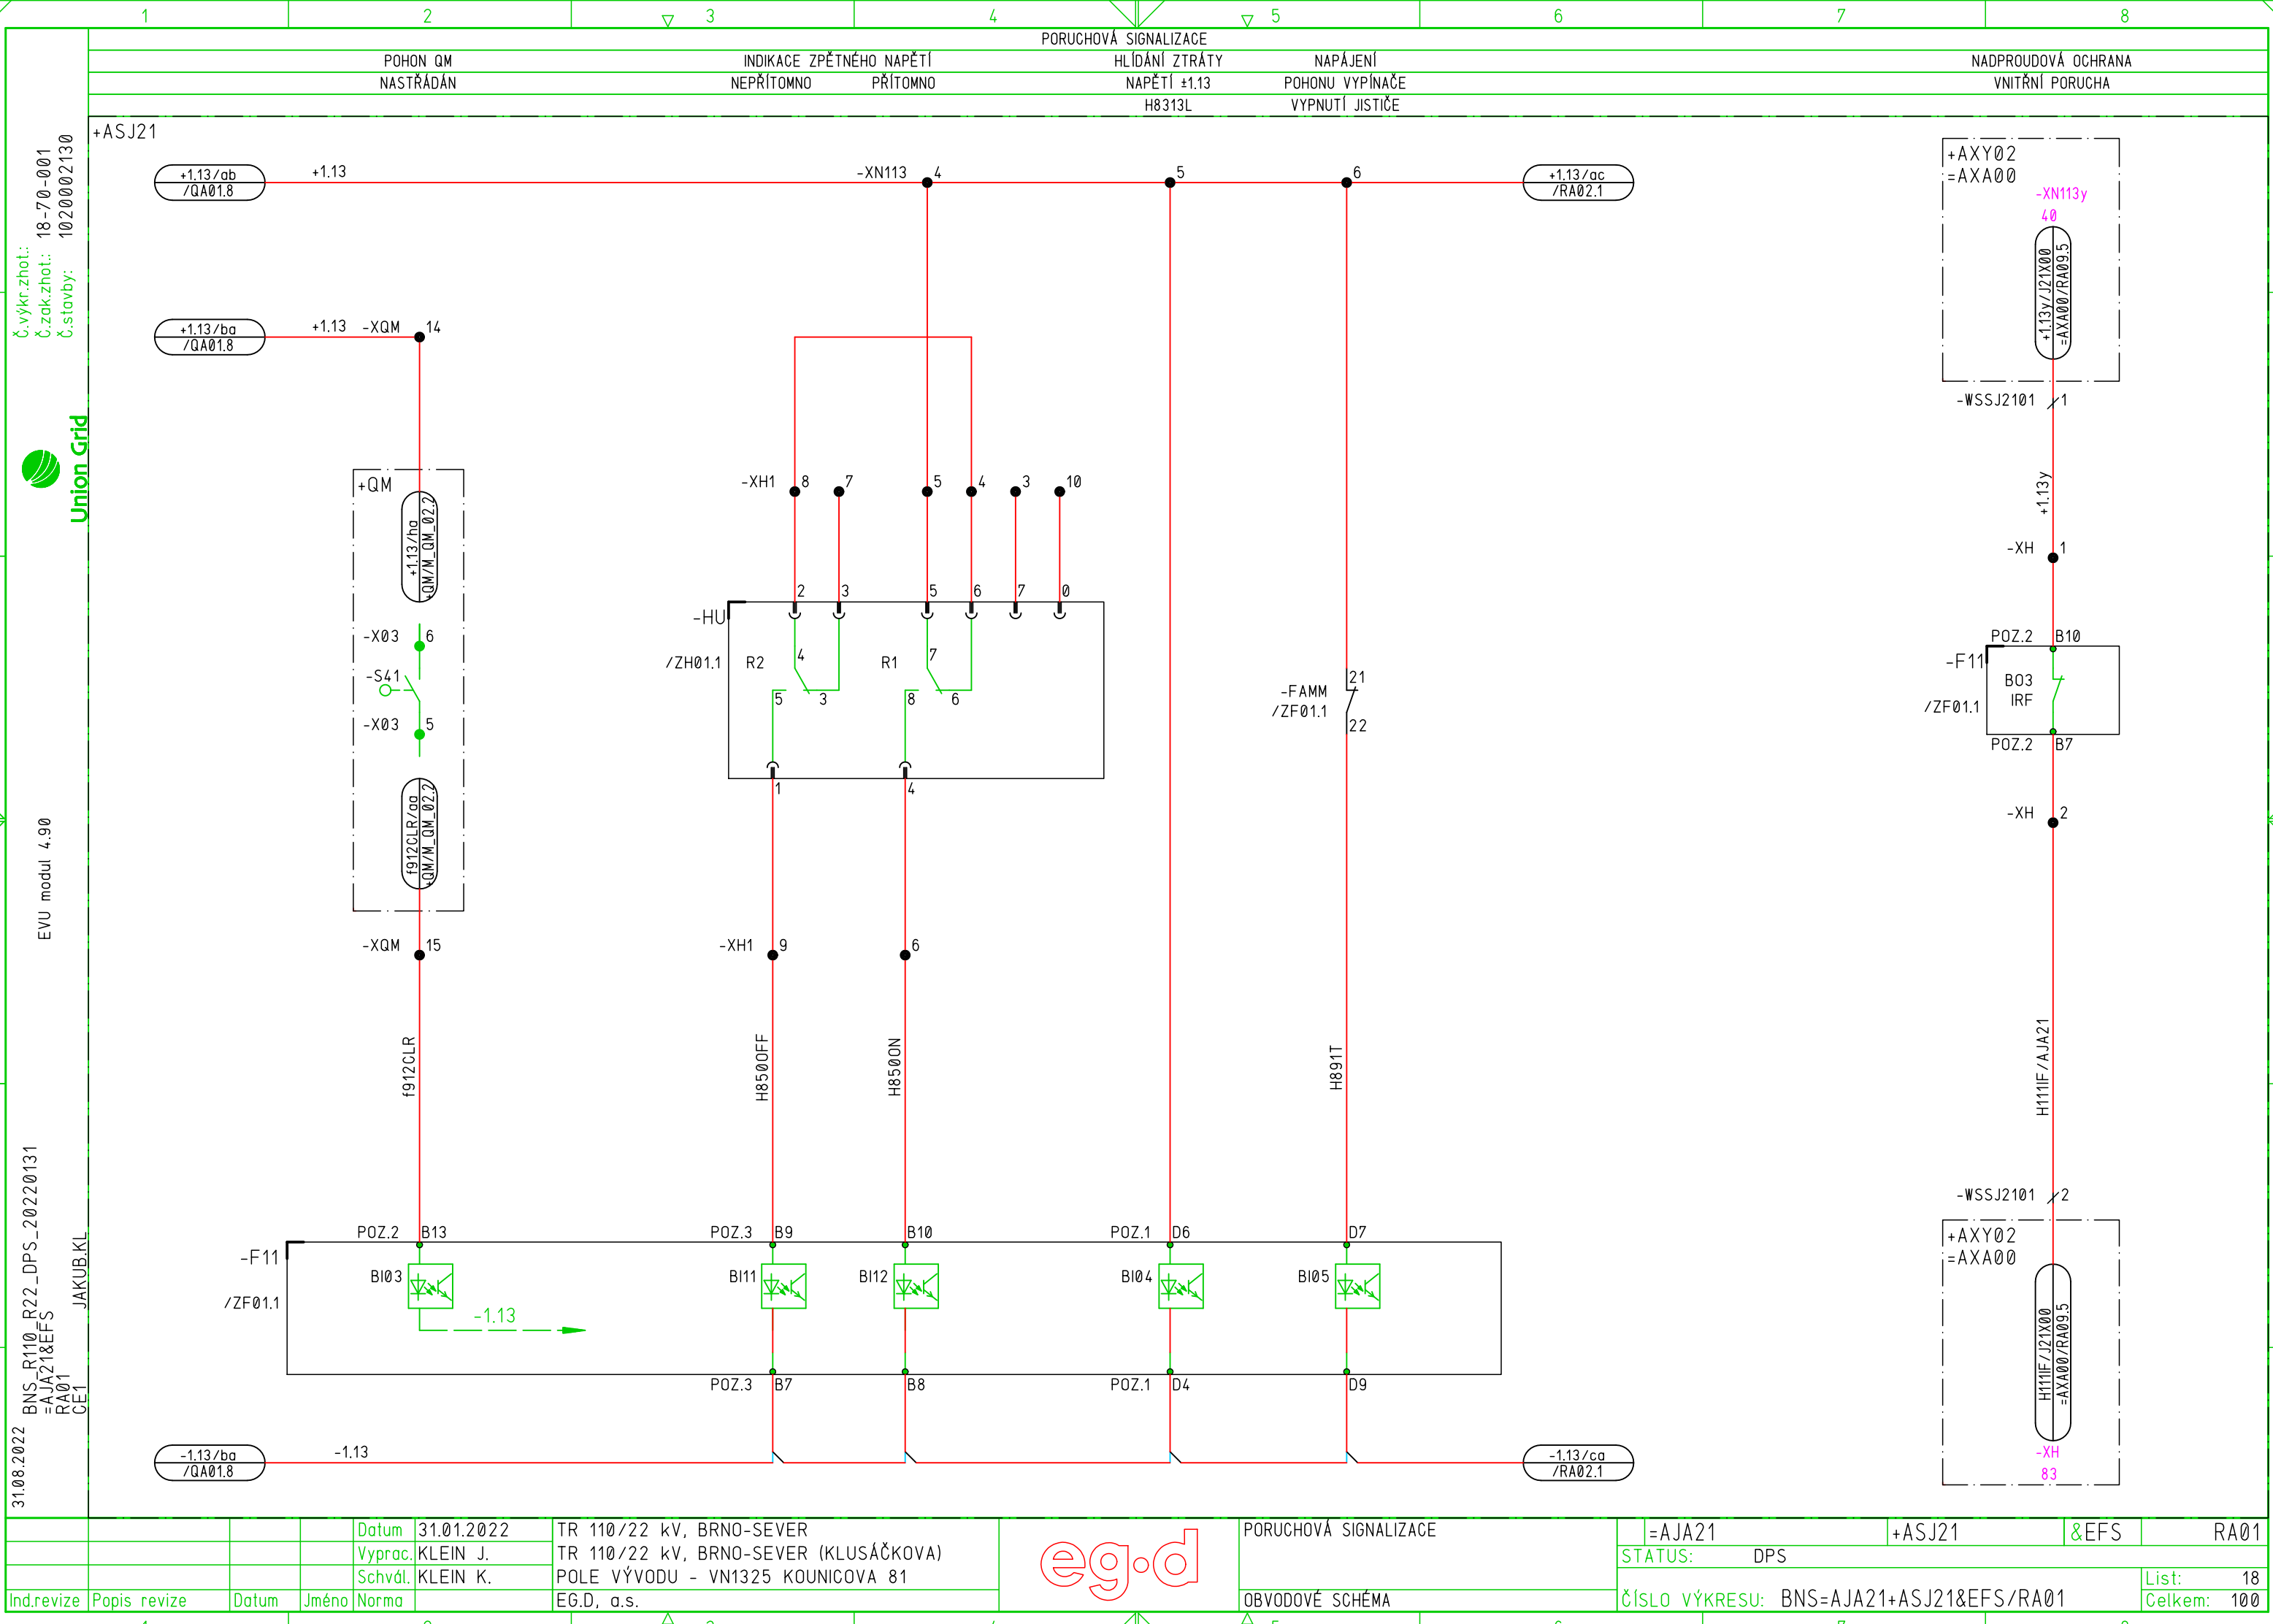 1 2 3 4 5 6 7 8
PORUCHOVÁ SIGNALIZACE
POHON QM INDIKACE ZPĚTNÉHO NAPĚTÍ HLÍDÁNÍ ZTRÁTY NAPÁJENÍ NADPROUDOVÁ OCHRANA
NASTŘÁDÁN NEPŘÍTOMNO PŘÍTOMNO NAPĚTÍ ±1.13 POHONU VYPÍNAČE VNITŘNÍ PORUCHA
H8313L VYPNUTÍ JISTIČE
+ASJ21
+1.13/ab
/QA01.8
+1.13
-XN113 4
5
6
+1.13/ac
/RA02.1
+AXY02
=AXA00
-XN113y
40
+1.13y/J21X00
=AXA00/RA09.5
-WSSJ2101 1
+1.13y
-XH 1
+1.13/ba
/QA01.8
+1.13 -XQM 14
+QM
+1.13/ha
+QM/M_QM_02.2
-X03 6
-S41
-X03 5
f912CLR/aa
+QM/M_QM_02.2
-XQM 15
f912CLR
-XH1 8 7 5 4 3 10
2 3 5 6 7 0
-HU
/ZH01.1
R2 4 R1 7
5 3 8 6
1 4
-XH1 9 6
H850OFF
H850ON
21
-FAMM
/ZF01.1
22
H891T
POZ.2 B10
-F11
BO3
IRF
/ZF01.1
POZ.2 B7
-XH 2
H111IF/AJA21
-WSSJ2101 2
+AXY02
=AXA00
H111IF/J21X00
=AXA00/RA09.5
-XH
83
POZ.2 B13 POZ.3 B9 B10 POZ.1 D6 D7
-F11
BI03 BI11 BI12 BI04 BI05
/ZF01.1
-1.13
POZ.3 B7 B8 POZ.1 D4 D9
-1.13/ba
/QA01.8
-1.13
-1.13/ca
/RA02.1
Č.výkr.zhot.:
Č.zak.zhot.: 18-70-001
Č.stavby: 1020002130
Union Grid
EVU modul 4.90
31.08.2022
BNS_R110_R22_DPS_20220131
=AJA21&EFS
RA01
CE1
JAKUB.KL
Datum 31.01.2022
Vyprac. KLEIN J.
Schvál. KLEIN K.
Ind.revize Popis revize Datum Jméno Norma
TR 110/22 kV, BRNO-SEVER
TR 110/22 kV, BRNO-SEVER (KLUSÁČKOVA)
POLE VÝVODU - VN1325 KOUNICOVA 81
EG.D, a.s.
eg·d
PORUCHOVÁ SIGNALIZACE
OBVODOVÉ SCHÉMA
=AJA21 +ASJ21 &EFS RA01
STATUS: DPS
ČÍSLO VÝKRESU: BNS=AJA21+ASJ21&EFS/RA01
List: 18
Celkem: 100